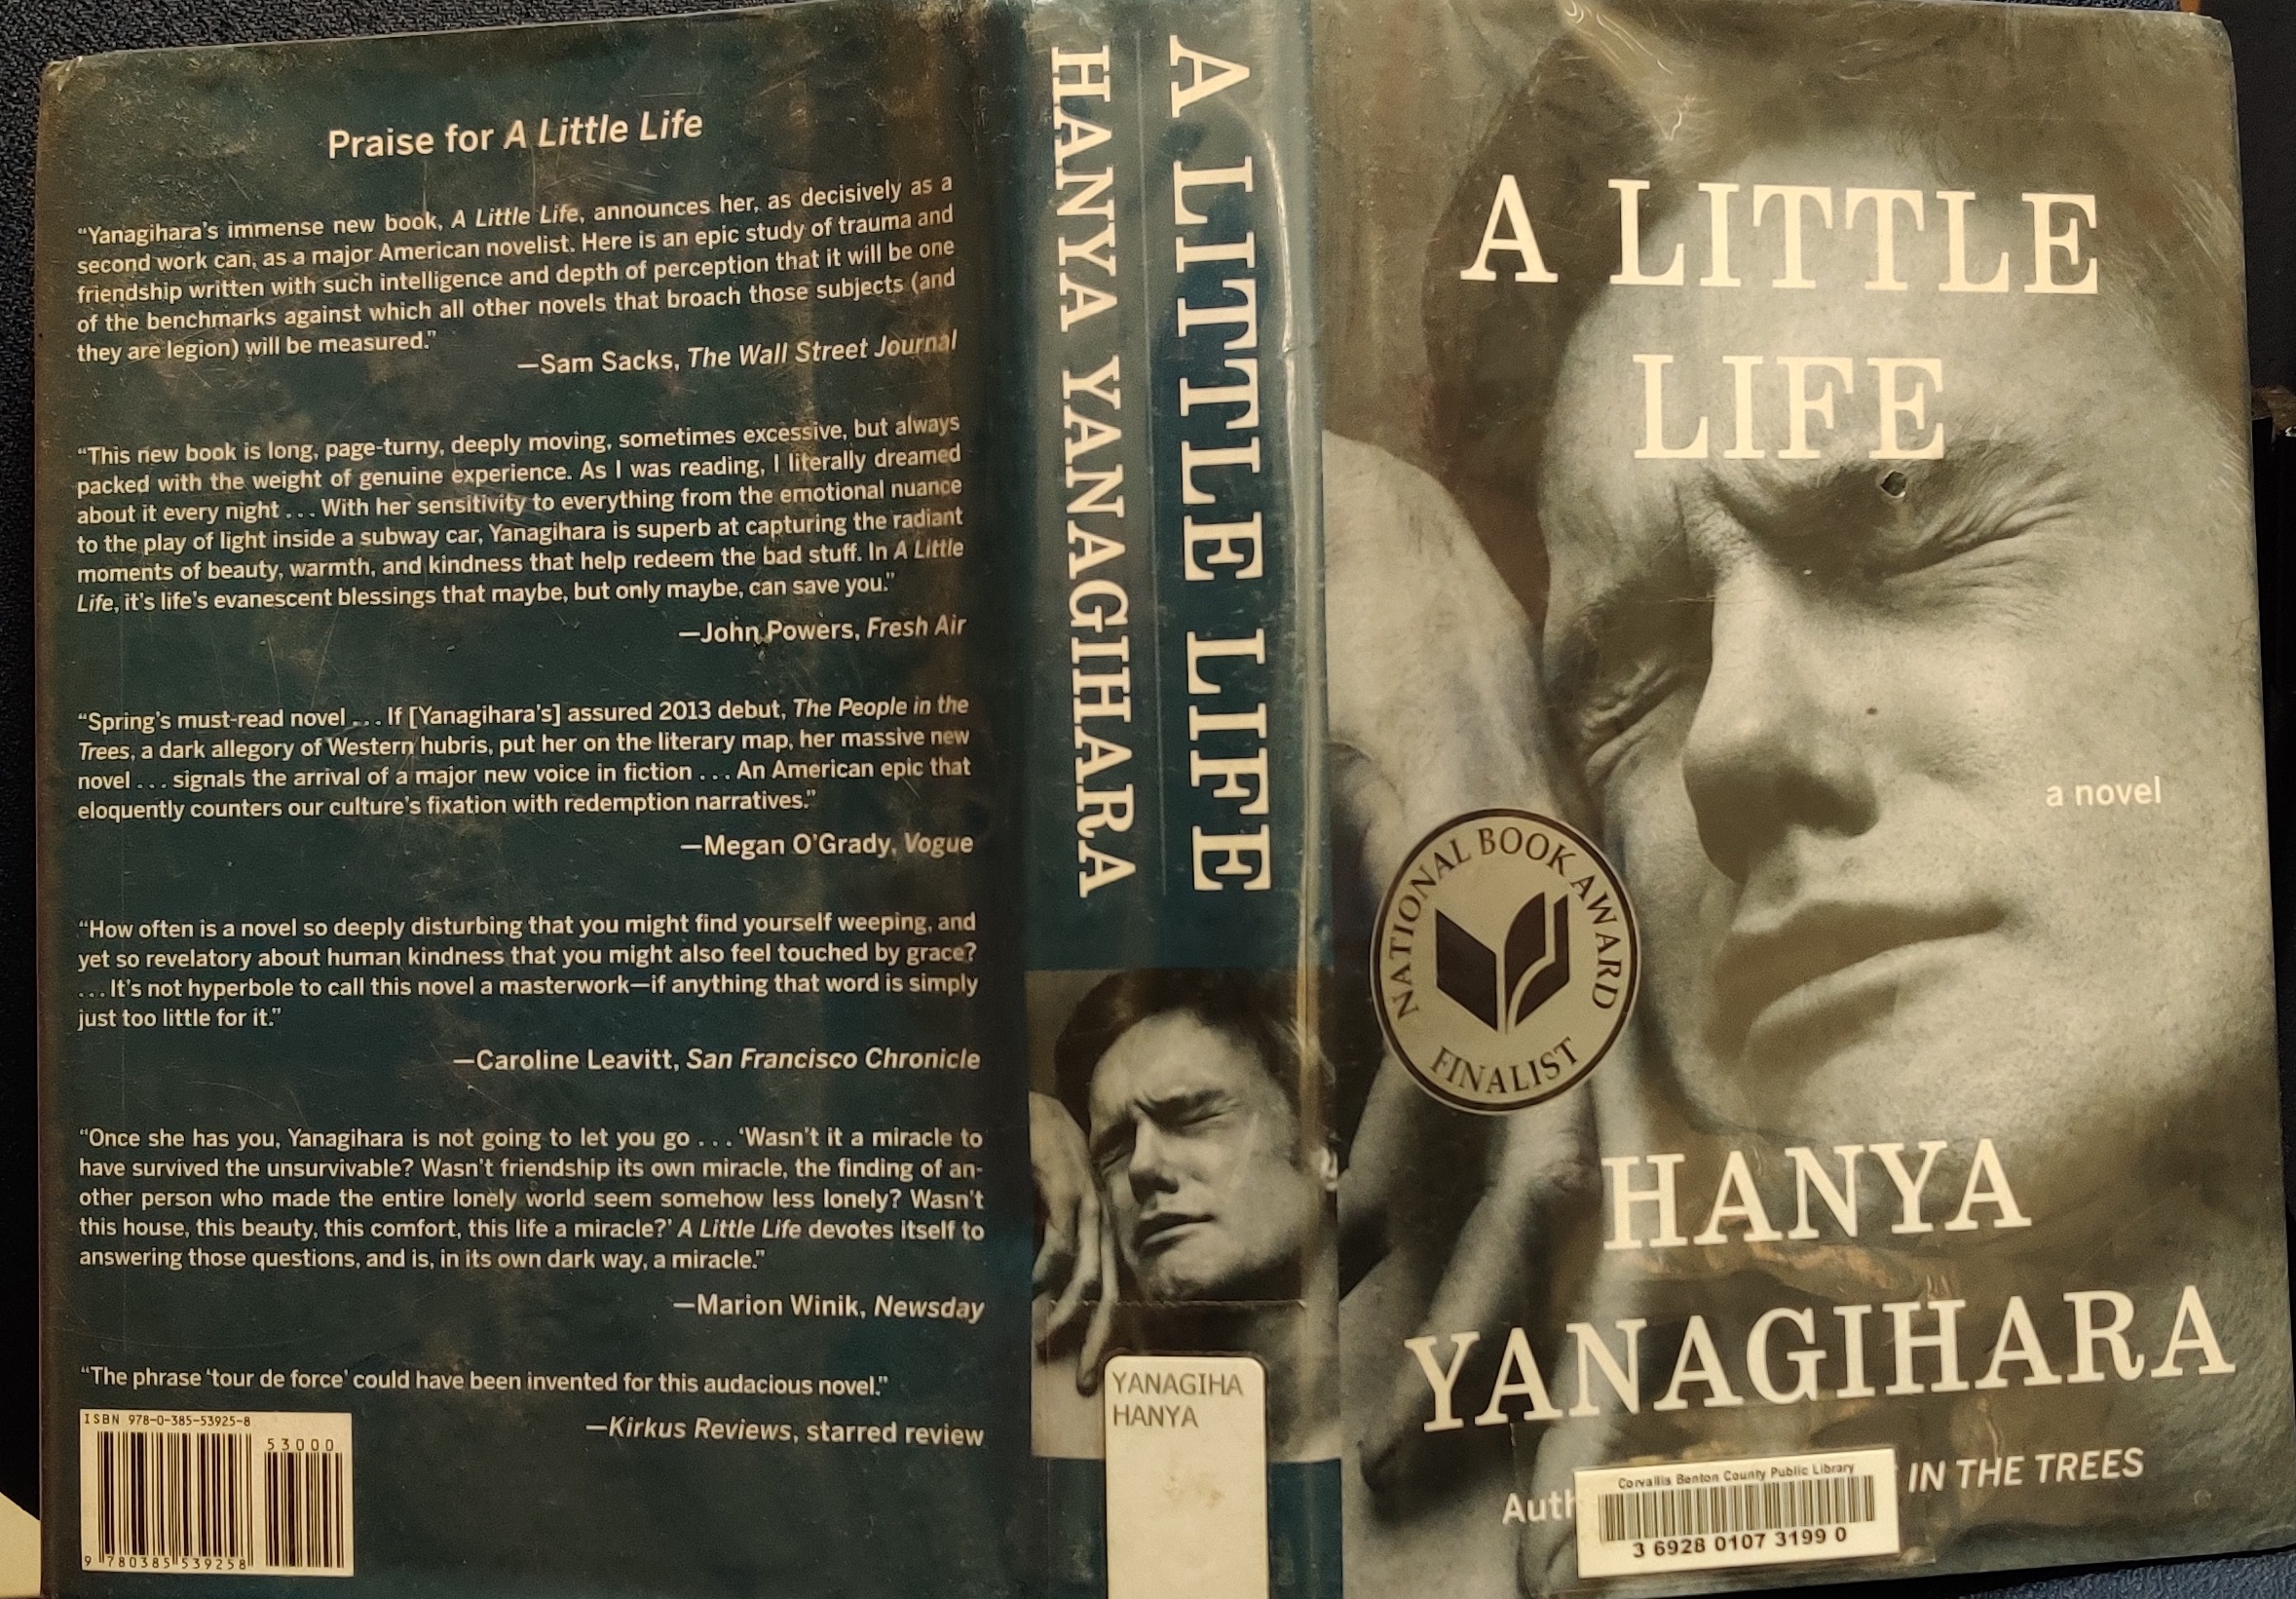 Praise for A Little Life
“Yanagihara’s immense new book, A Little Life, announces her, as decisively as a
second work can, as a major American novelist. Here is an epic study of trauma and
friendship written with such intelligence and depth of perception that it will be one
of the benchmarks against which all other novels that broach those subjects (and
they are legion) will be measured.”
—Sam Sacks, The Wall Street Journal
“This new book is long, page-turny, deeply moving, sometimes excessive, but always
packed with the weight of genuine experience. As I was reading, I literally dreamed
about it every night . . . With her sensitivity to everything from the emotional nuance
to the play of light inside a subway car, Yanagihara is superb at capturing the radiant
moments of beauty, warmth, and kindness that help redeem the bad stuff. In A Little
Life, it’s life’s evanescent blessings that maybe, but only maybe, can save you.”
—John Powers, Fresh Air
“Spring’s must-read novel . . . If [Yanagihara’s] assured 2013 debut, The People in the
Trees, a dark allegory of Western hubris, put her on the literary map, her massive new
novel . . . signals the arrival of a major new voice in fiction . . . An American epic that
eloquently counters our culture’s fixation with redemption narratives.”
—Megan O’Grady, Vogue
“How often is a novel so deeply disturbing that you might find yourself weeping, and
yet so revelatory about human kindness that you might also feel touched by grace?
. . . It’s not hyperbole to call this novel a masterwork—if anything that word is simply
just too little for it.”
—Caroline Leavitt, San Francisco Chronicle
“Once she has you, Yanagihara is not going to let you go . . . ‘Wasn’t it a miracle to
have survived the unsurvivable? Wasn’t friendship its own miracle, the finding of an-
other person who made the entire lonely world seem somehow less lonely? Wasn’t
this house, this beauty, this comfort, this life a miracle?’ A Little Life devotes itself to
answering those questions, and is, in its own dark way, a miracle.”
—Marion Winik, Newsday
“The phrase ‘tour de force’ could have been invented for this audacious novel.”
—Kirkus Reviews, starred review
ISBN 978-0-385-53925-8
53000
9 780385 539258
A LITTLE LIFE
HANYA YANAGIHARA
YANAGIHA
HANYA
A LITTLE
LIFE
a novel
NATIONAL BOOK AWARD
FINALIST
HANYA
YANAGIHARA
Auth
IN THE TREES
Corvallis Benton County Public Library
3 6928 0107 3199 0